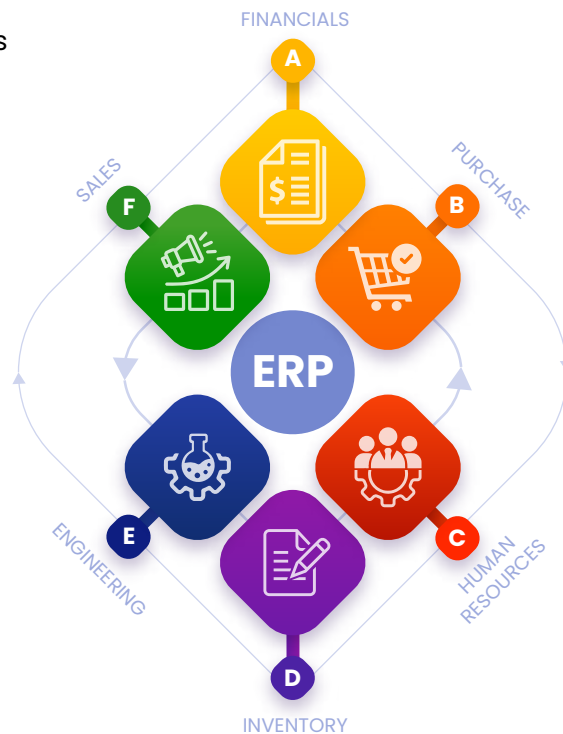 s
FINANCIALS
A
PURCHASE
B
SALES
F
$
ERP
E
ENGINEERING
C
HUMAN
RESOURCES
D
INVENTORY